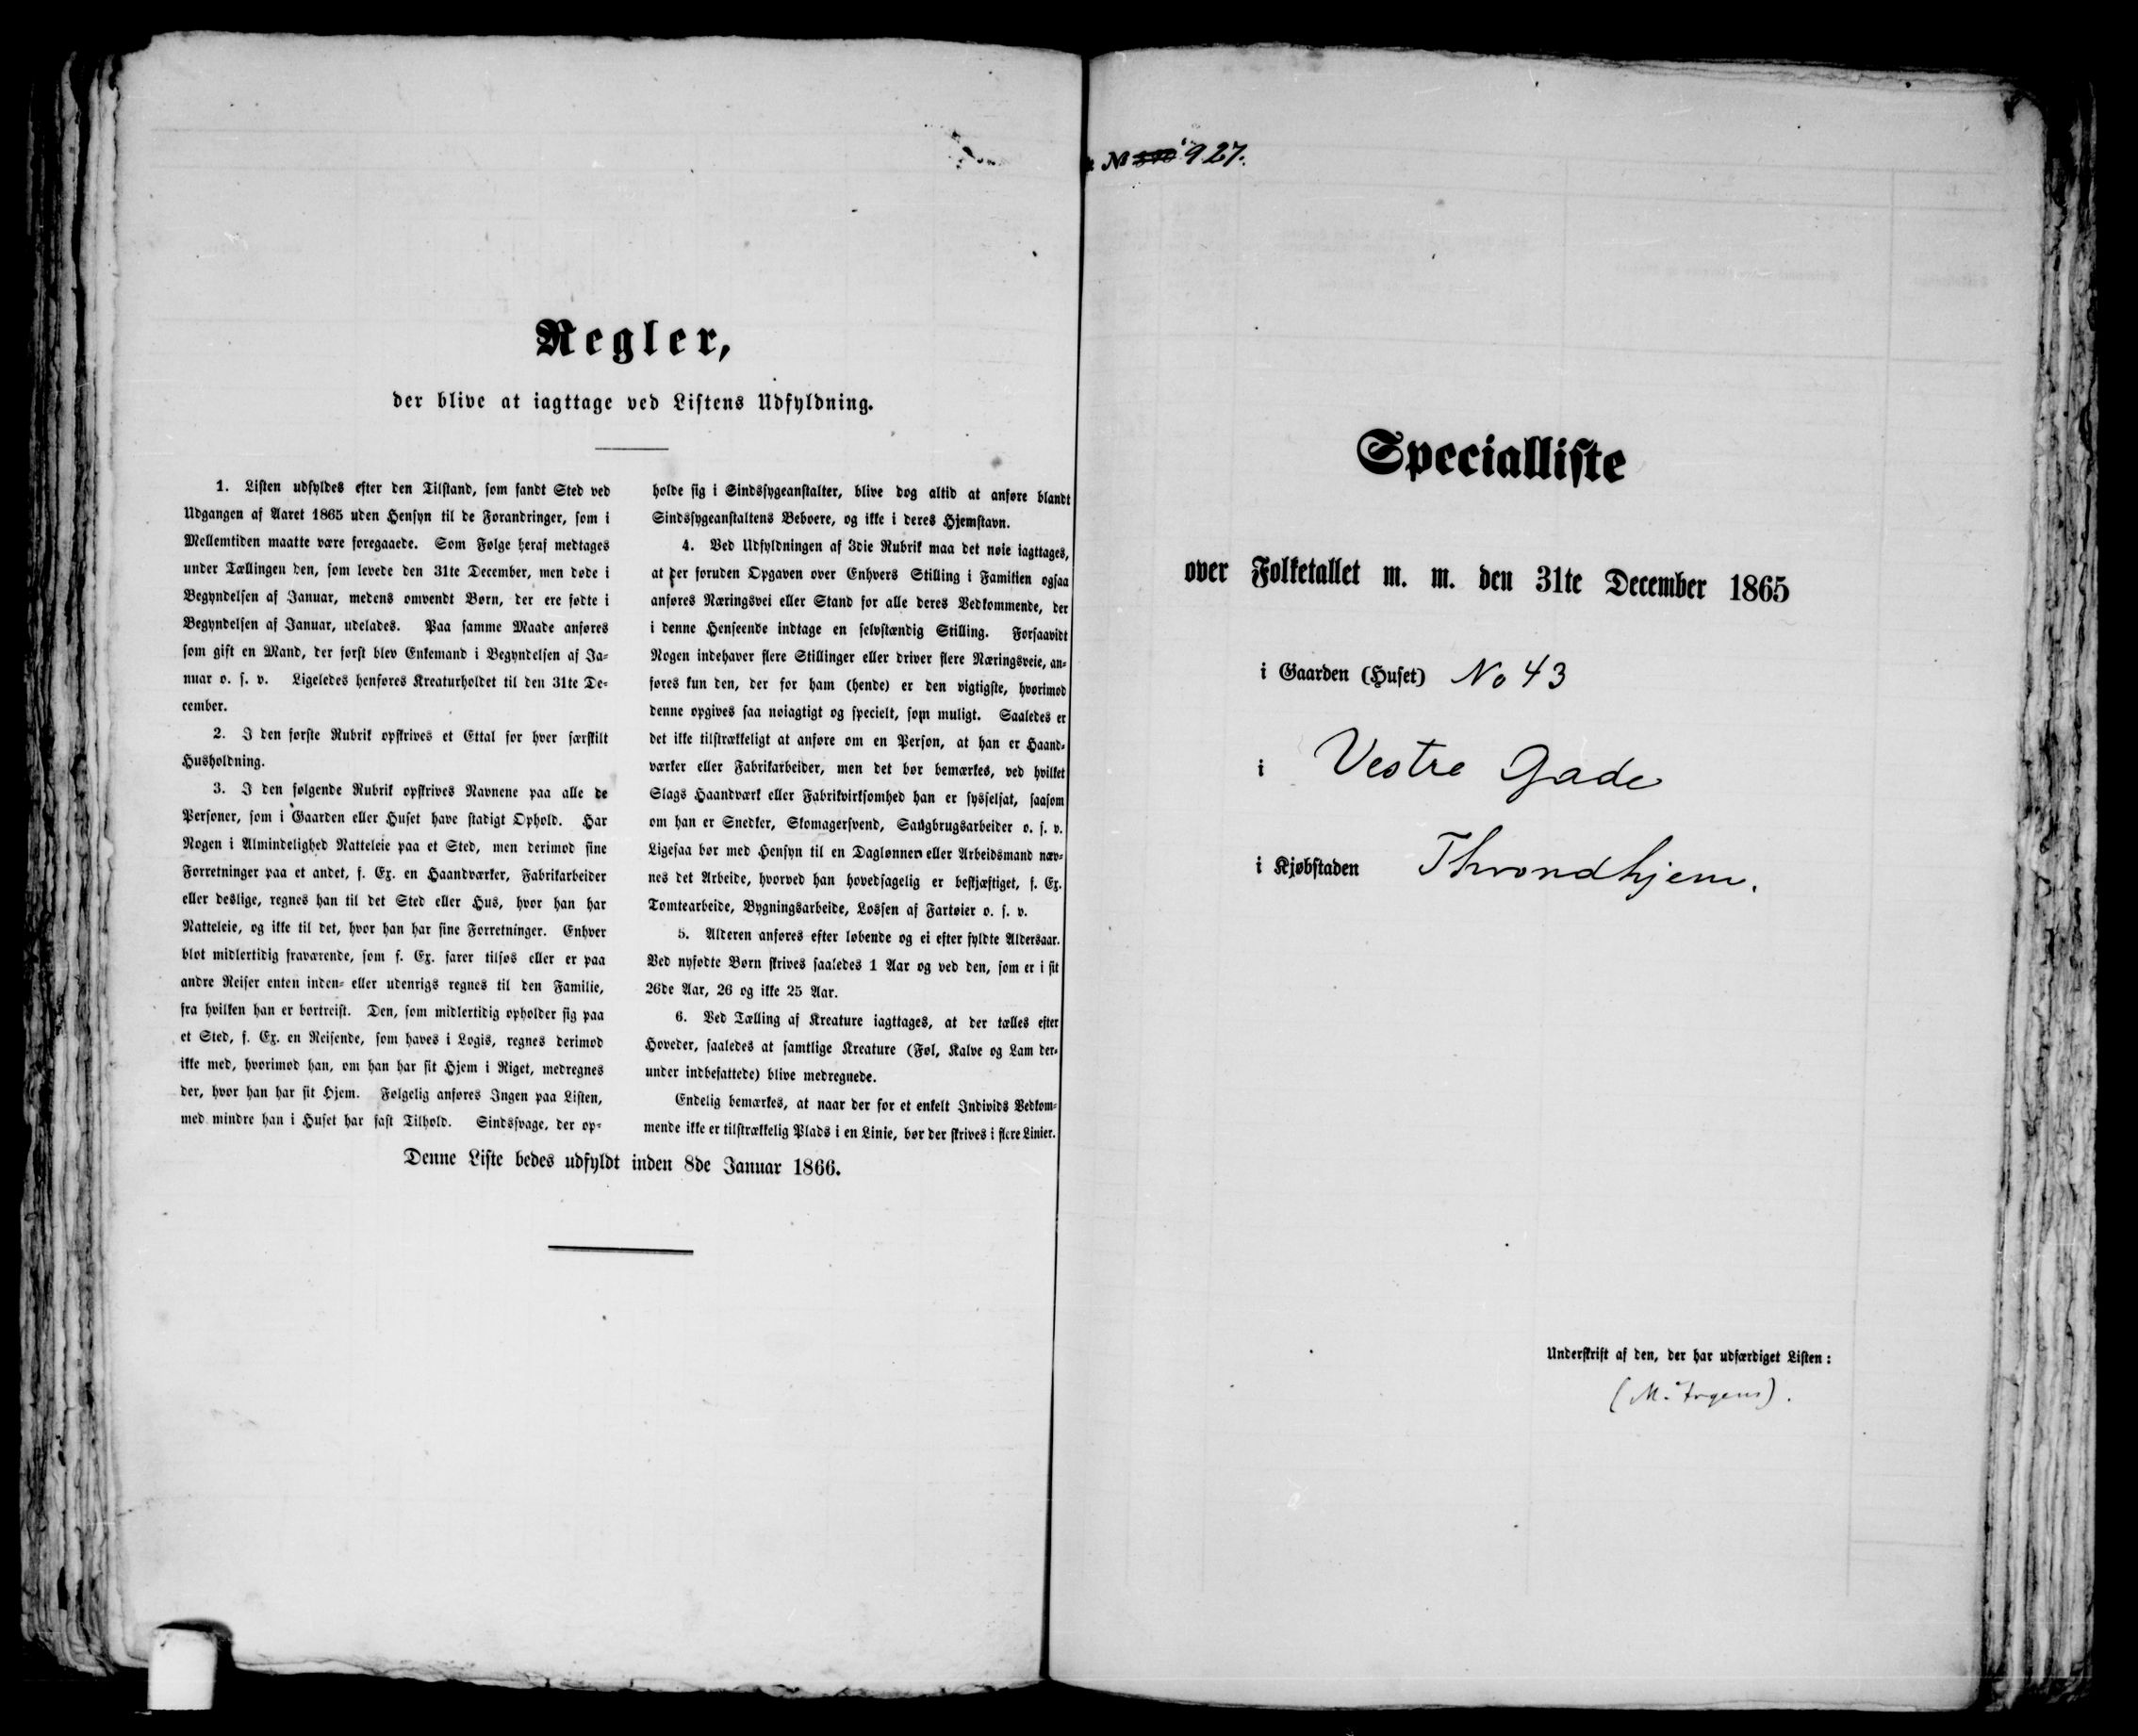 Regler,
der blive at iagttage ved Listens Udfyldning.
1. Listen udfyldes efter den Tilstand, som fandt Sted ved
Udgangen af Aaret 1865 uden Hensyn til de Forandringer, som i
Mellemtiden maatte være foregaaede. Som Følge heraf medtages
under Tællingen den, som levede den 31te December, men døde i
Begyndelsen af Januar, medens omvendt Børn, der ere fødte i
Begyndelsen af Januar, udelades. Paa samme Maade anføres
som gift en Mand, der først blev Enkemand i Begyndelsen af Ja-
nuar o. s. v. Ligeledes henføres Kreaturholdet til den 31te De-
cember.
2. I den første Rubrik opskrives et Ettal for hver særskilt
Husholdning.
3. I den følgende Rubrik opskrives Navnene paa alle de
Personer, som i Gaarden eller Huset have stadigt Ophold. Har
Nogen i Almindelighed Natteleie paa et Sted, men derimod sine
Forretninger paa et andet, f. Ex. en Haandværker, Fabrikarbeider
eller deslige, regnes han til det Sted eller Hus, hvor han har
Natteleie, og ikke til det, hvor han har sine Forretninger. Enhver
blot midlertidig fraværende, som f. Ex. farer tilsøs eller er paa
andre Reiser enten inden- eller udenrigs regnes til den Familie,
fra hvilken han er bortreist. Den, som midlertidig opholder sig paa
et Sted, f. Ex. en Reisende, som haves i Logis, regnes derimod
ikke med, hvorimod han, om han har sit Hjem i Riget, medregnes
der, hvor han har sit Hjem. Følgelig anføres Ingen paa Listen,
med mindre han i Huset har fast Tilhold. Sindssvage, der op-
holde sig i Sindssygeanstalter, blive dog altid at anføre blandt
Sindssygeanstaltens Beboere, og ikke i deres Hjemstavn.
4. Ved Udfyldningen af 3die Rubrik maa det nøie iagttages,
at der foruden Opgaven over Enhvers Stilling i Familien ogsaa
anføres Næringsvei eller Stand for alle deres Vedkommende, der
i denne Henseende indtage en selvstændig Stilling. Forsaavidt
Nogen indehaver flere Stillinger eller driver flere Næringsveie, an-
føres kun den, der for ham (hende) er den vigtigste, hvorimod
denne opgives saa nøiagtigt og specielt, som muligt. Saaledes er
det ikke tilstrækkeligt at anføre om en Person, at han er Haand-
værker eller Fabrikarbeider, men det bør bemærkes, ved hvilket
Slags Haandværk eller Fabrikvirksomhed han er sysselsat, saasom
om han er Snedker, Skomagersvend, Saugbrugsarbeider o. s. v.
Ligesaa bør med Hensyn til en Daglønner eller Arbeidsmand næv-
nes det Arbeide, hvorved han hovedsagelig er beskjæftiget, f. Ex.
Tomtearbeide, Bygningsarbeide, Lossen af Fartøier o. s. v.
5. Alderen anføres efter løbende og ei efter fyldte Aldersaar.
Ved nyfødte Børn skrives saaledes 1 Aar og ved den, som er i sit
26de Aar, 26 og ikke 25 Aar.
6. Ved Tælling af Kreature iagttages, at der tælles efter
Hoveder, saaledes at samtlige Kreature (Føl, Kalve og Lam der-
under indbefattede) blive medregnede.
Endelig bemærkes, at naar der for et enkelt Individs Vedkom-
mende ikke er tilstrækkelig Plads i en Linie, bør der skrives i flere Linier.
Denne Liste bedes udfyldt inden 8de Januar 1866.
No 927.
Specialliste
over Folketallet m. m. den 31te December 1865
i Gaarden (Huset) No 43
i Vestre Gade
i Kjøbstaden Throndhjem.
Underskrift af den, der har udfærdiget Listen: